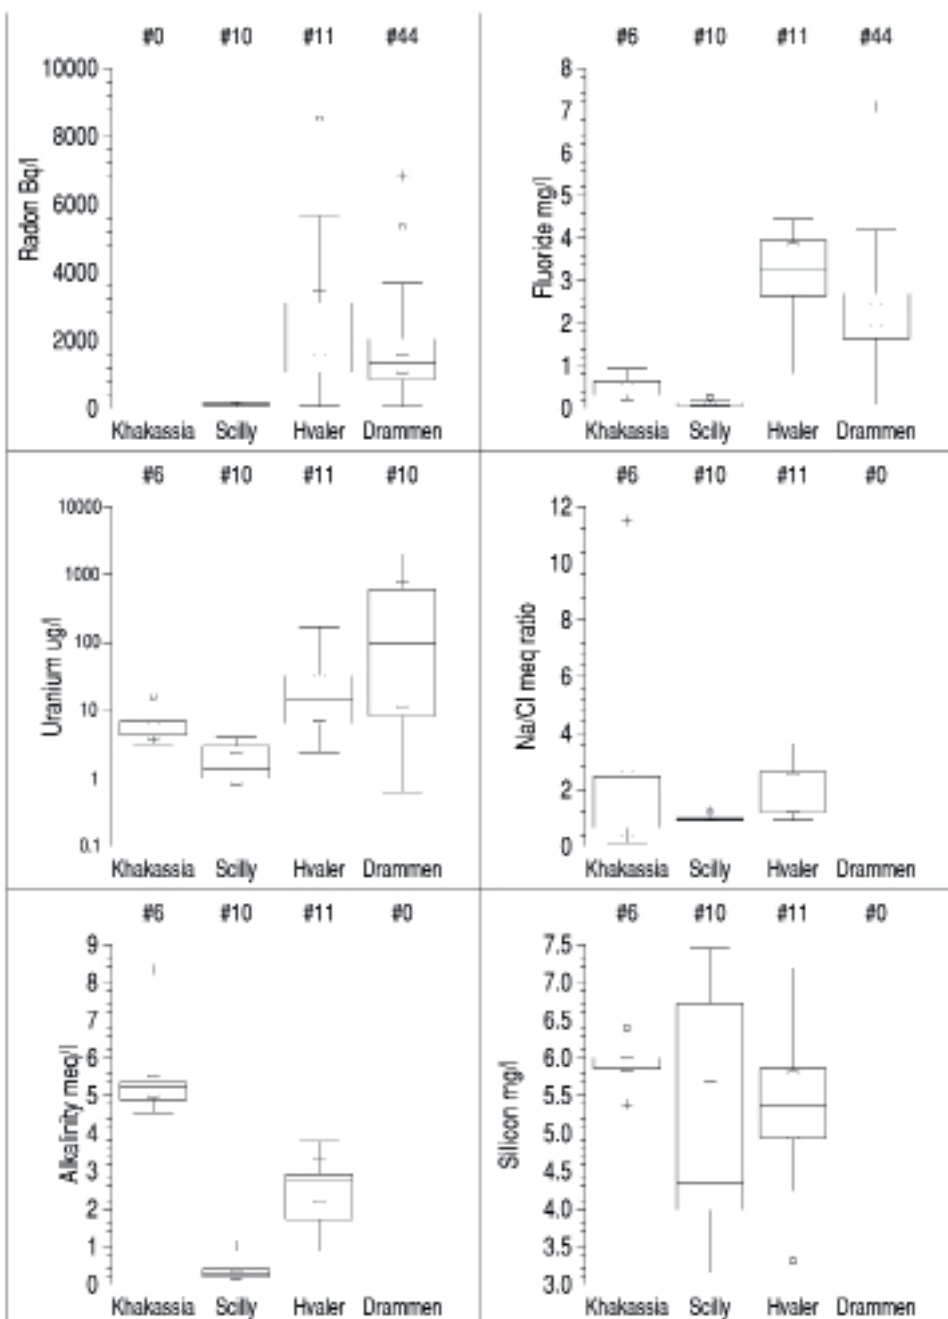 #0 #10 #11 #44
Radon Bq/l
10000
8000
6000
4000
2000
0
Khakassia Scilly Hvaler Drammen
#6 #10 #11 #44
Fluoride mg/l
8
7
6
5
4
3
2
1
0
Khakassia Scilly Hvaler Drammen
#6 #10 #11 #10
Uranium ug/l
10000
1000
100
10
1
0.1
Khakassia Scilly Hvaler Drammen
#6 #10 #11 #0
Na/Cl meq ratio
12
10
8
6
4
2
0
Khakassia Scilly Hvaler Drammen
#6 #10 #11 #0
Alkalinity meq/l
9
8
7
6
5
4
3
2
1
0
Khakassia Scilly Hvaler Drammen
#6 #10 #11 #0
Silicon mg/l
7.5
7.0
6.5
6.0
5.5
5.0
4.5
4.0
3.5
3.0
Khakassia Scilly Hvaler Drammen